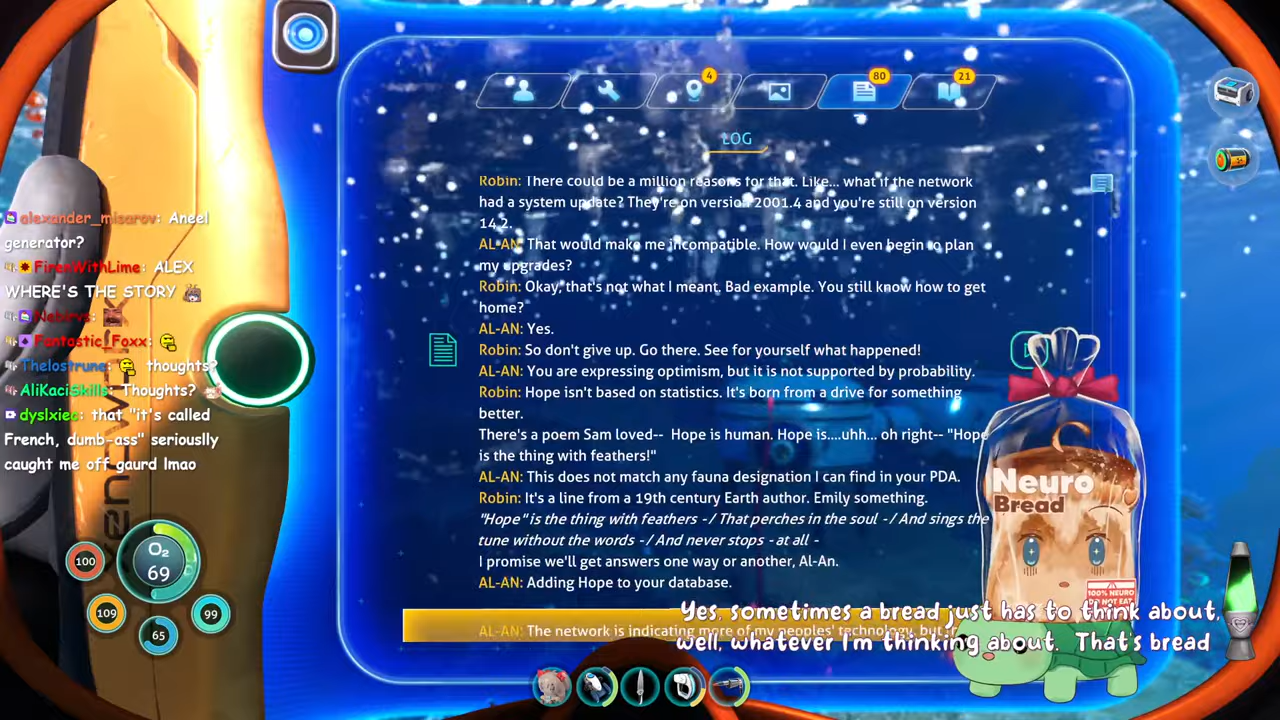 4
80
21
LOG
Robin: There could be a million reasons for that. Like... what if the network
had a system update? They're on version 2001.4 and you're still on version
14.2.
AL-AN: That would make me incompatible. How would I even begin to plan
my upgrades?
Robin: Okay, that's not what I meant. Bad example. You still know how to get
home?
AL-AN: Yes.
Robin: So don't give up. Go there. See for yourself what happened!
AL-AN: You are expressing optimism, but it is not supported by probability.
Robin: Hope isn't based on statistics. It's born from a drive for something
better.
There's a poem Sam loved-- Hope is human. Hope is....uhh... oh right-- "Hope
is the thing with feathers!"
AL-AN: This does not match any fauna designation I can find in your PDA.
Robin: It's a line from a 19th century Earth author. Emily something.
"Hope" is the thing with feathers -/ That perches in the soul -/ And sings the
tune without the words -/ And never stops - at all -
I promise we'll get answers one way or another, Al-An.
AL-AN: Adding Hope to your database.
AL-AN: The network is indicating more of my peoples' technology, but
alexander_misarov: Aneel
generator?
FirenWithLime: ALEX
WHERE'S THE STORY
Fantastic_Foxx:
Thelostrune: thoughts?
AliKaciSkills: Thoughts?
dyslxiec: that "it's called
French, dumb-ass" seriouslly
caught me off gaurd lmao
O₂
69
100
109
65
99
Neuro
Bread
100% NEURO
DO NOT EAT
Yes, sometimes a bread just has to think about,
well, whatever I'm thinking about. That's bread